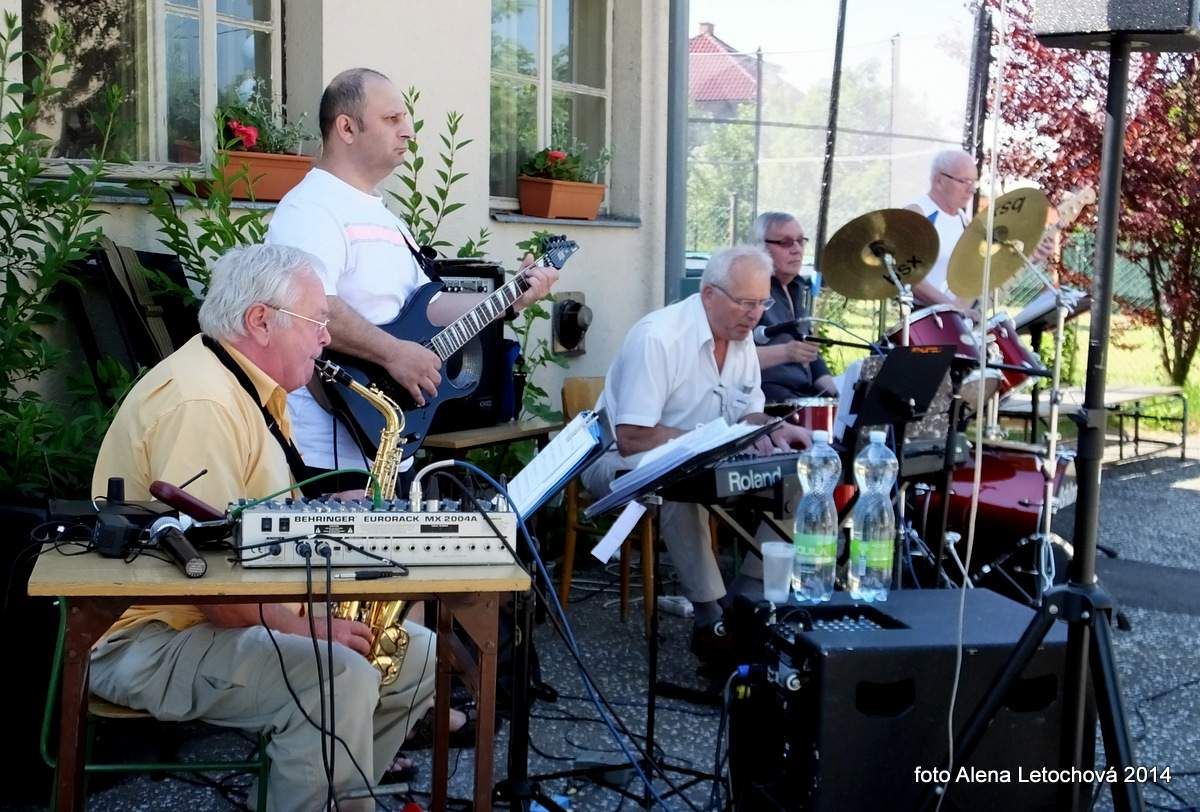 BEHRINGER EURORACK MX 2004A
Roland
foto Alena Letochová 2014